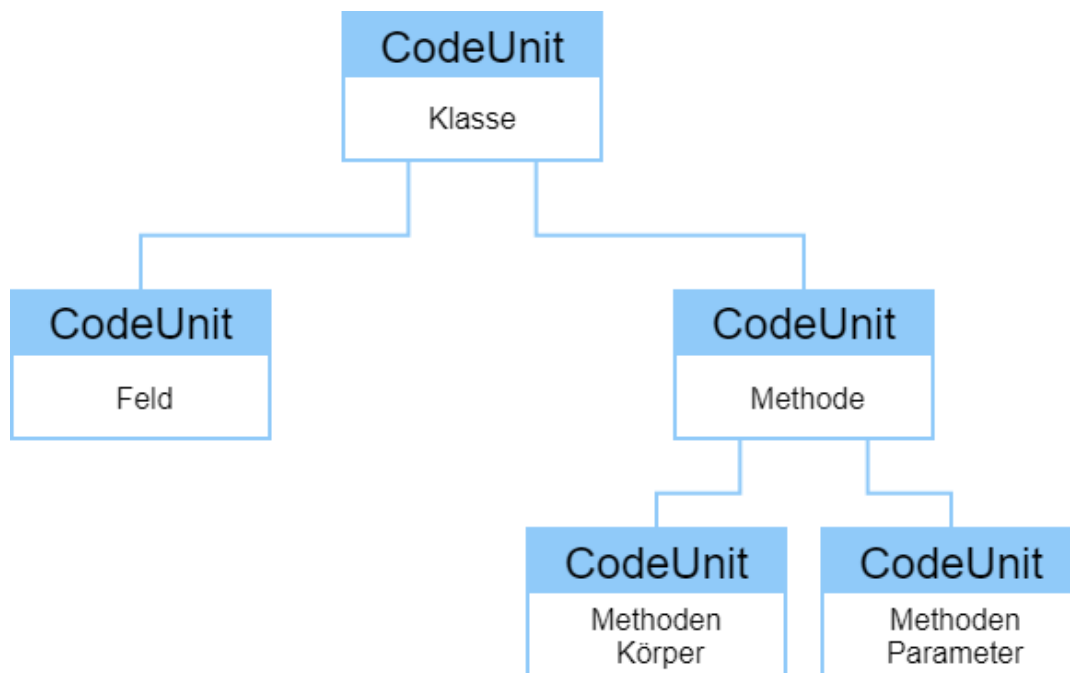 CodeUnit
Klasse
CodeUnit
Feld
CodeUnit
Methode
CodeUnit
Methoden
Körper
CodeUnit
Methoden
Parameter